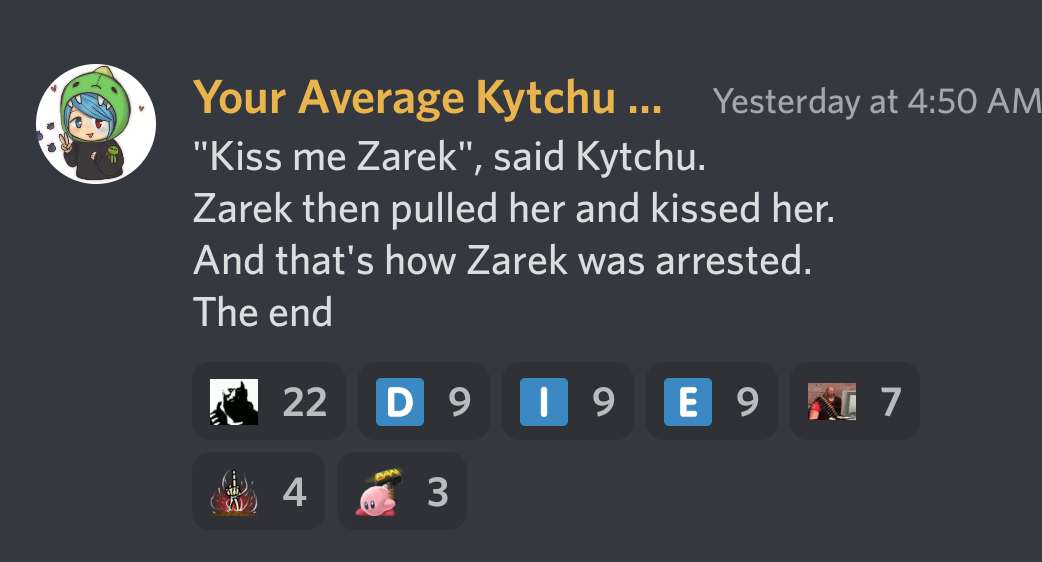 Your Average Kytchu ... Yesterday at 4:50 AM
"Kiss me Zarek", said Kytchu.
Zarek then pulled her and kissed her.
And that's how Zarek was arrested.
The end
22 D 9 I 9 E 9 7
4 BAN 3